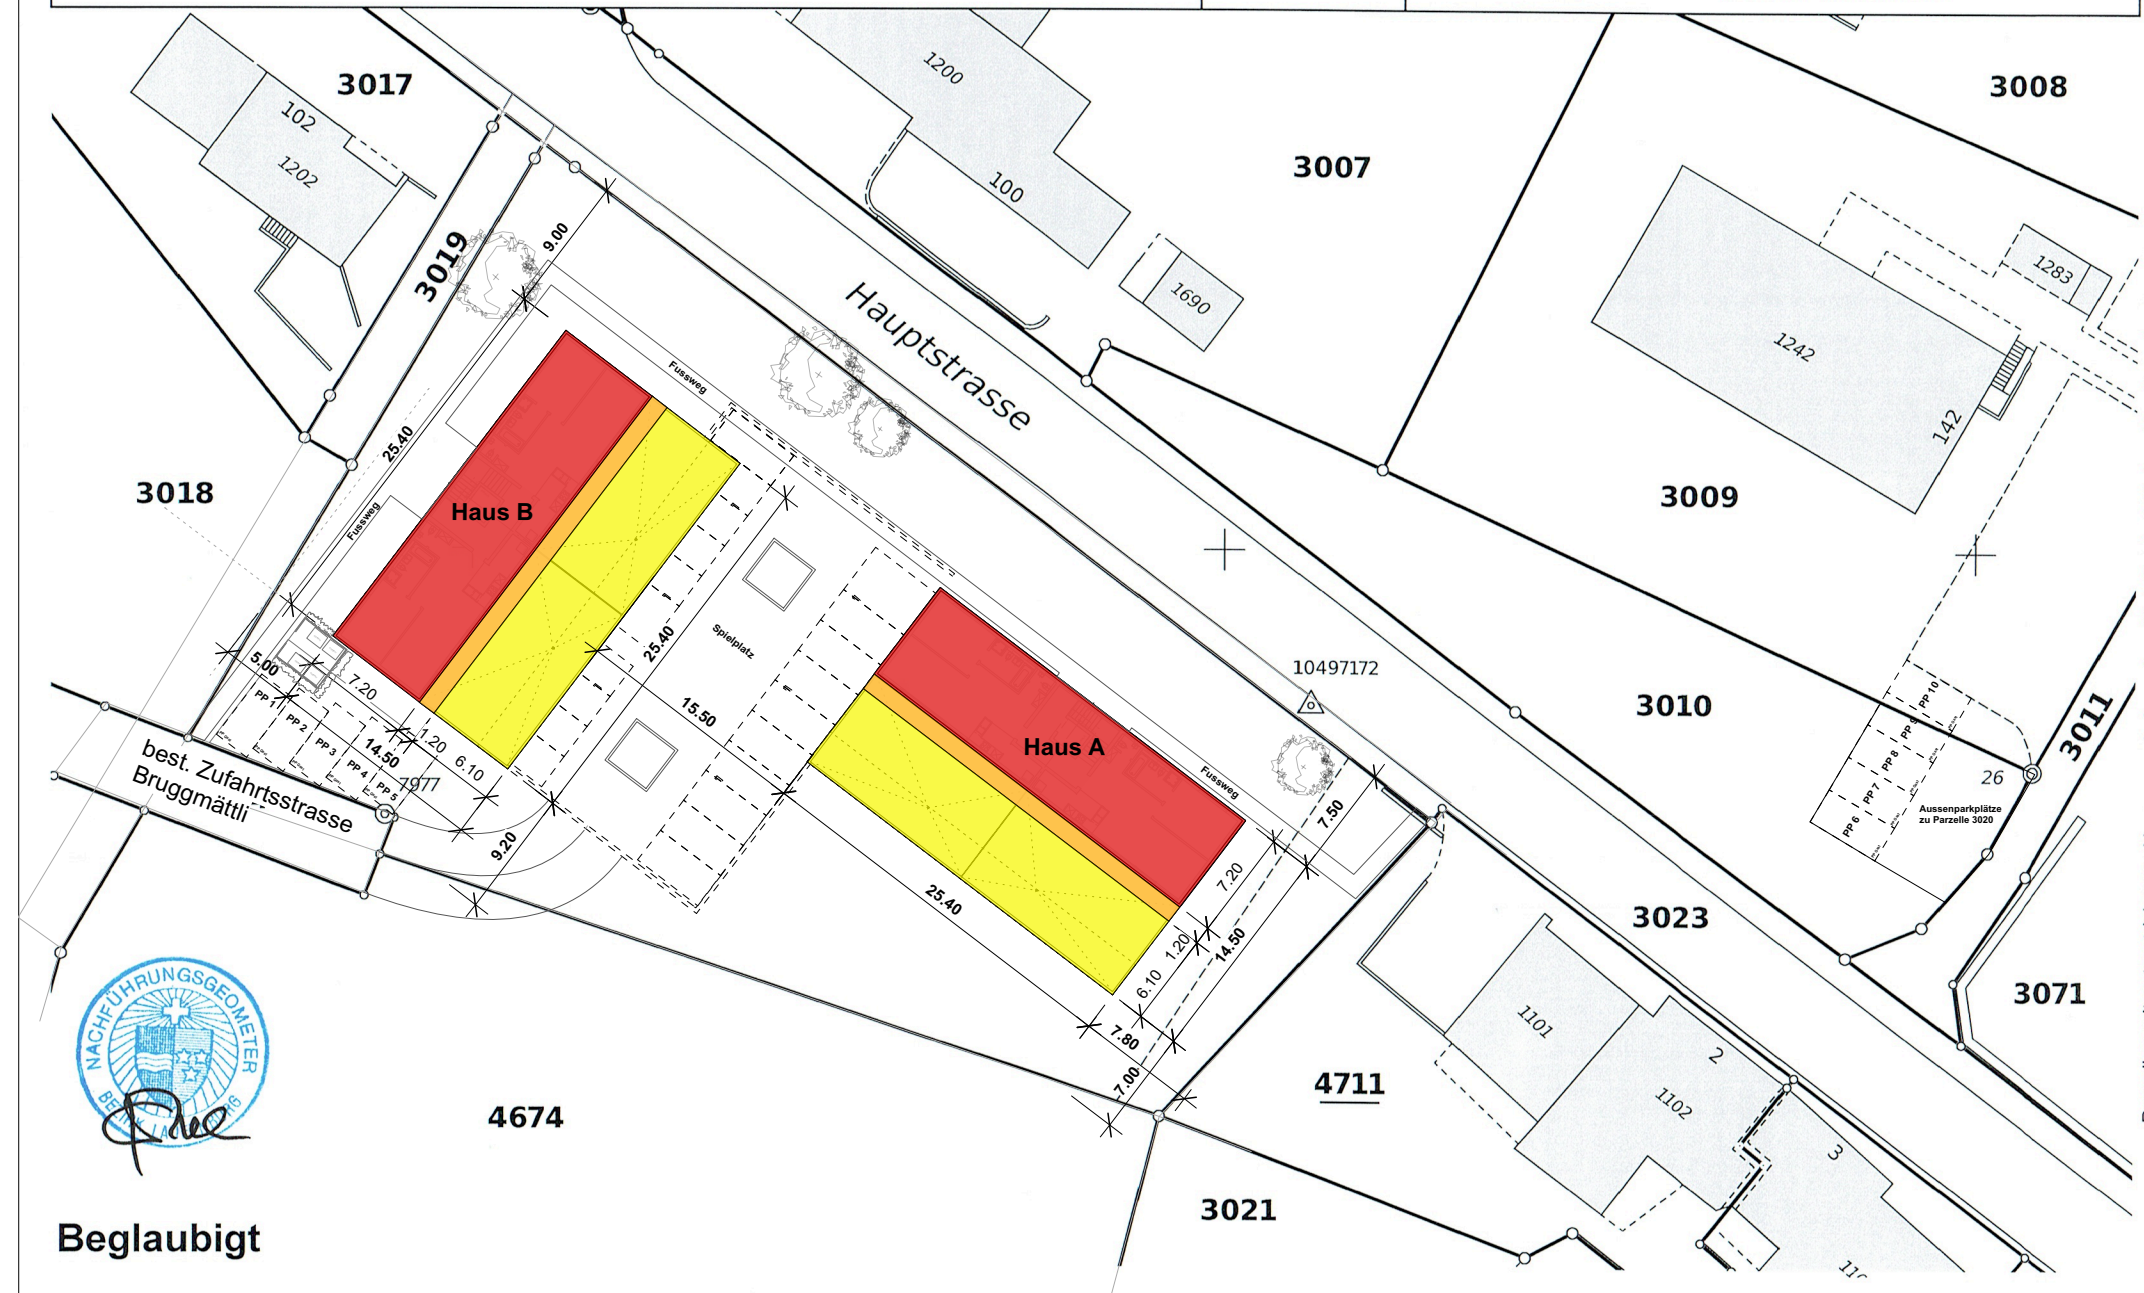 3017
102
1202
1200
100
3007
3008
3019
9.00
1690
1283
1242
142
Hauptstrasse
Fussweg
25.40
3018
Haus B
Fussweg
3009
25.40
Spielplatz
5.00
7.20
15.50
Haus A
10497172
3010
3011
PP 10
PP 8
PP 7
PP 6
26
Aussenparkplätze
zu Parzelle 3020
PP 1
PP 2
PP 3
PP 4
PP 5
14.50
1.20
6.10
7977
best. Zufahrtsstrasse
Bruggmättli
9.20
Fussweg
7.50
7.20
25.40
1.20
14.50
6.10
7.80
7.00
3023
3071
1101
2
1102
3
4711
4674
3021
NACHFÜHRUNGSGEOMETER
Beglaubigt